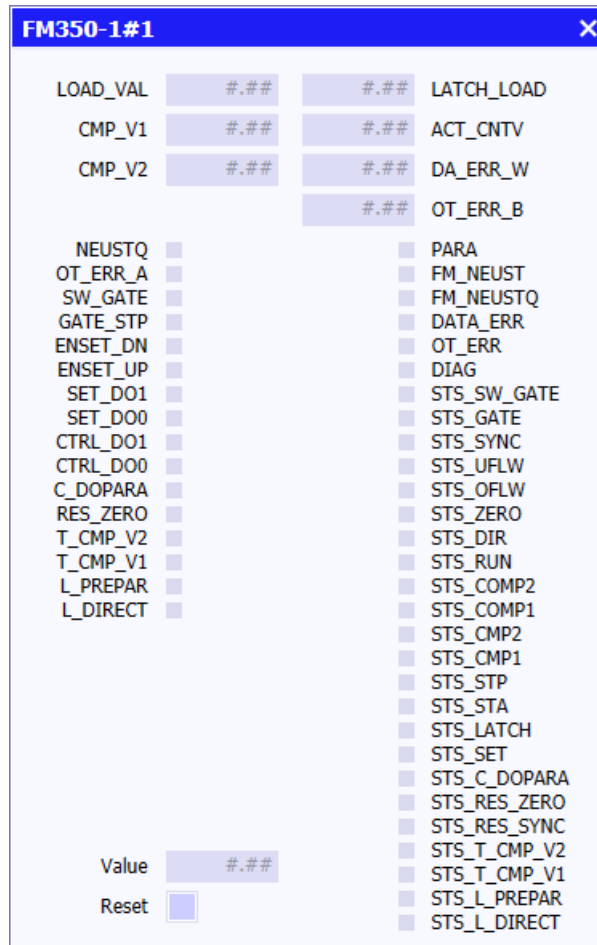 FM350-1#1 ×
LOAD_VAL #.## #.## LATCH_LOAD
CMP_V1 #.## #.## ACT_CNTV
CMP_V2 #.## #.## DA_ERR_W
#.## OT_ERR_B
NEUSTQ PARA
OT_ERR_A FM_NEUST
SW_GATE FM_NEUSTQ
GATE_STP DATA_ERR
ENSET_DN OT_ERR
ENSET_UP DIAG
SET_DO1 STS_SW_GATE
SET_DO0 STS_GATE
CTRL_DO1 STS_SYNC
CTRL_DO0 STS_UFLW
C_DOPARA STS_OFLW
RES_ZERO STS_ZERO
T_CMP_V2 STS_DIR
T_CMP_V1 STS_RUN
L_PREPAR STS_COMP2
L_DIRECT STS_COMP1
STS_CMP2
STS_CMP1
STS_STP
STS_STA
STS_LATCH
STS_SET
STS_C_DOPARA
STS_RES_ZERO
STS_RES_SYNC
STS_T_CMP_V2
Value #.##
STS_T_CMP_V1
STS_L_PREPAR
Reset
STS_L_DIRECT